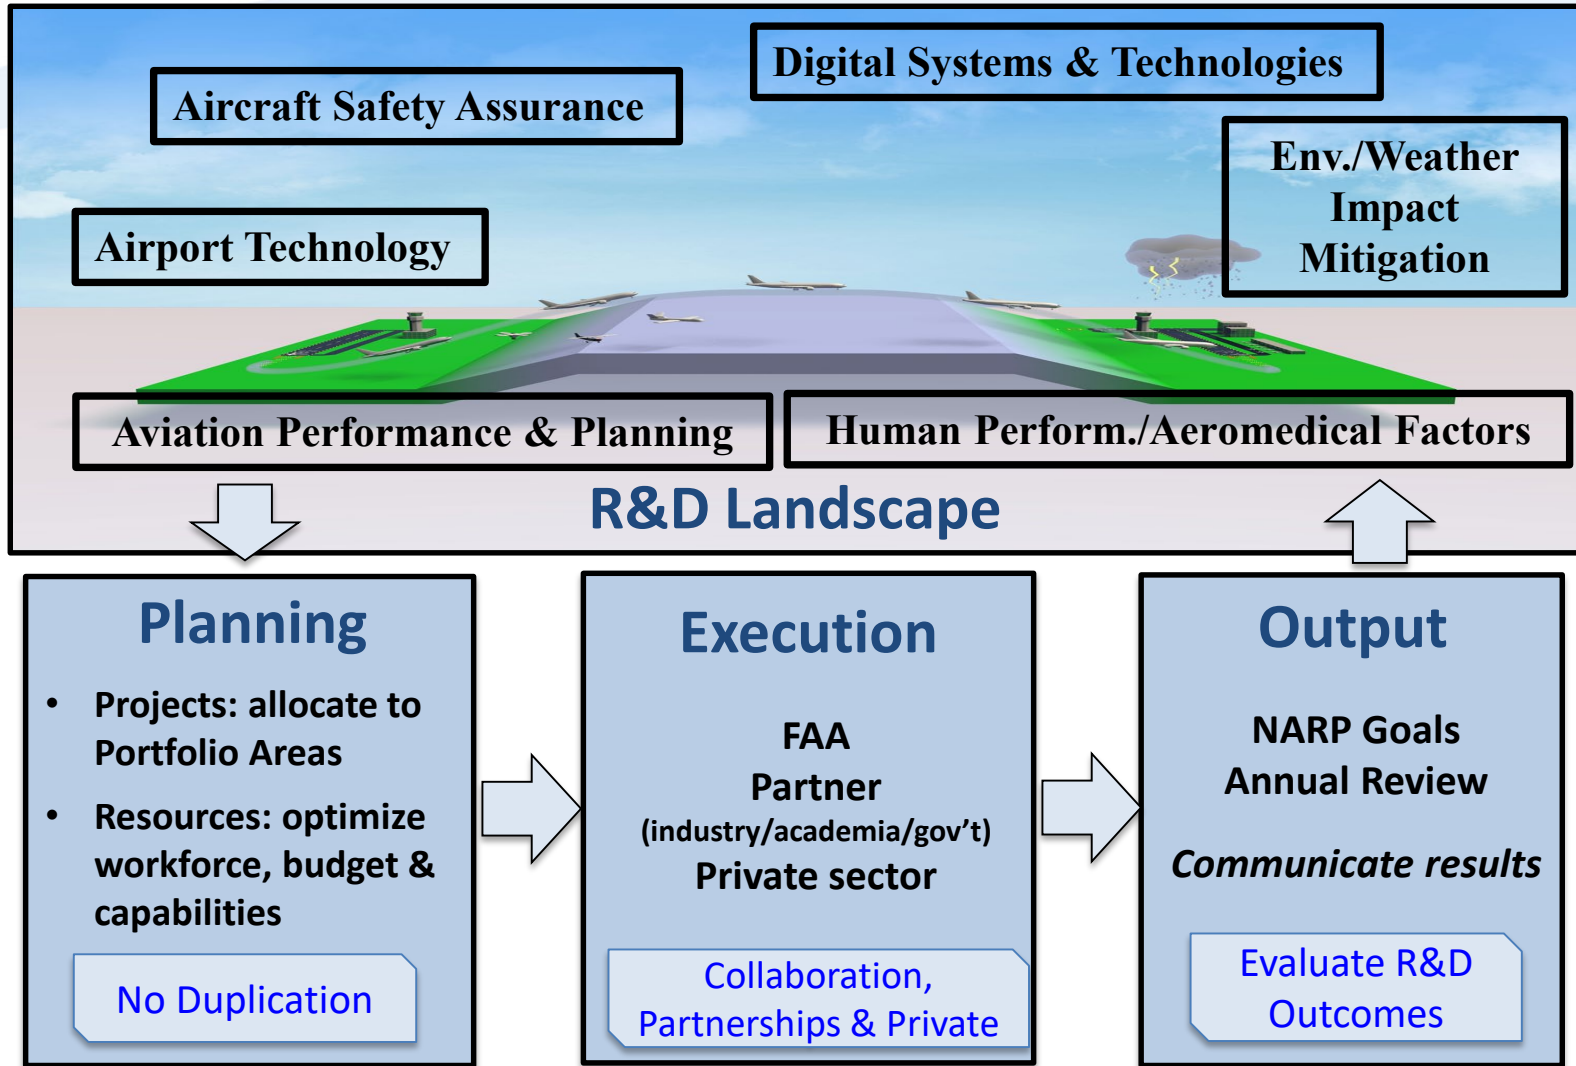 Digital Systems & Technologies
Aircraft Safety Assurance
Env./Weather
Impact
Mitigation
Airport Technology
Aviation Performance & Planning
Human Perform./Aeromedical Factors
R&D Landscape
Planning
• Projects: allocate to
Portfolio Areas
• Resources: optimize
workforce, budget &
capabilities
No Duplication
Execution
FAA
Partner
(industry/academia/gov’t)
Private sector
Collaboration,
Partnerships & Private
Output
NARP Goals
Annual Review
Communicate results
Evaluate R&D
Outcomes